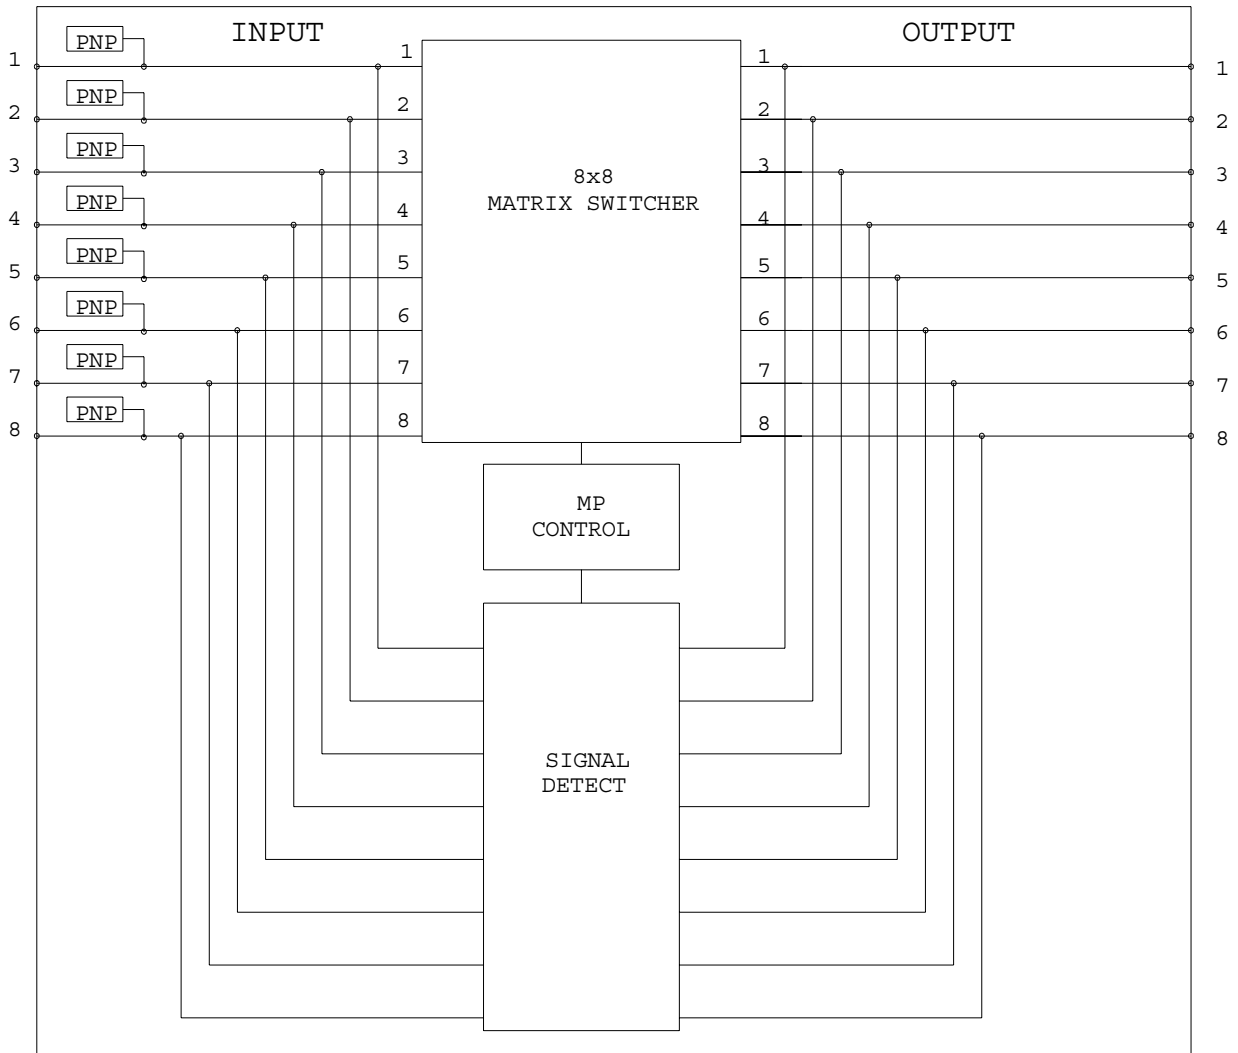 INPUT OUTPUT
PNP
1 1 1 1
PNP
2 2 2 2
PNP
3 3 3 3
PNP
4 4 4 4
PNP
5 5 5 5
PNP
6 6 6 6
PNP
7 7 7 7
PNP
8 8 8 8
8x8
MATRIX SWITCHER
MP
CONTROL
SIGNAL
DETECT